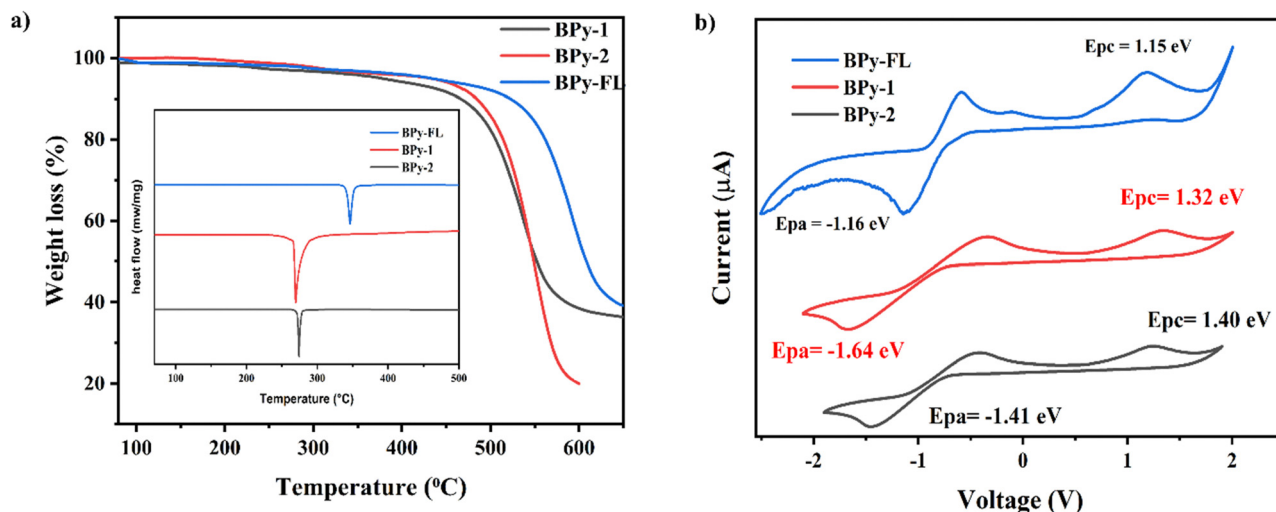 a)
BPy-1
BPy-2
BPy-FL
100
80
60
40
20
Weight loss (%)
100
200
300
400
500
600
Temperature (⁰C)
BPy-FL
BPy-1
BPy-2
heat flow (mw/mg)
100
200
300
400
500
Temperature (°C)
b)
BPy-FL
BPy-1
BPy-2
Epc = 1.15 eV
Epa = -1.16 eV
Epc= 1.32 eV
Epa= -1.64 eV
Epc= 1.40 eV
Epa= -1.41 eV
Current (μA)
-2
-1
0
1
2
Voltage (V)